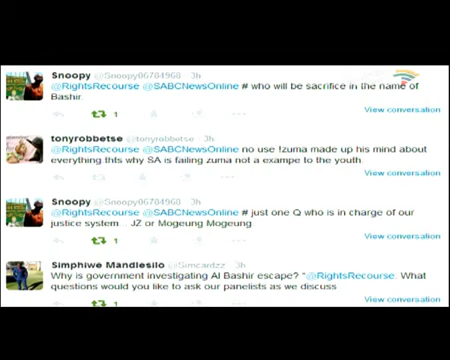 Snoopy @Snoopy06784960 · 3h
@RightsRecourse @SABCNewsOnline # who will be sacrifice in the name of
Bashir
1
View conversation
tonyrobbetse @tonyrobbetse · 3h
@RightsRecourse @SABCNewsOnline no use !zuma made up his mind about
everything thts why SA is failing zuma not a exampe to the youth
View conversation
Snoopy @Snoopy06784960 · 3h
@RightsRecourse @SABCNewsOnline # just one Q who is in charge of our
justice system... JZ or Mogeung Mogeung
1
View conversation
Simphiwe Mandlesilo @Simcardzz · 3h
Why is government investigating Al Bashir escape? "@RightsRecourse: What
questions would you like to ask our panelists as we discuss
View conversation